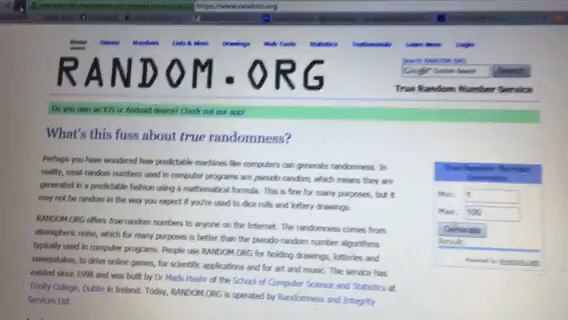 https://www.random.org
Home Games Numbers Lists & More Drawings Web Tools Statistics Testimonials Learn More Login
RANDOM.ORG
Search RANDOM.ORG
Google Custom Search Search
True Random Number Service
Do you own an iOS or Android device? Check out our app!
What's this fuss about true randomness?
Perhaps you have wondered how predictable machines like computers can generate randomness. In
reality, most random numbers used in computer programs are pseudo-random, which means they are
generated in a predictable fashion using a mathematical formula. This is fine for many purposes, but it
may not be random in the way you expect if you're used to dice rolls and lottery drawings.
RANDOM.ORG offers true random numbers to anyone on the Internet. The randomness comes from
atmospheric noise, which for many purposes is better than the pseudo-random number algorithms
typically used in computer programs. People use RANDOM.ORG for holding drawings, lotteries and
sweepstakes, to drive online games, for scientific applications and for art and music. The service has
existed since 1998 and was built by Dr Mads Haahr of the School of Computer Science and Statistics at
Trinity College, Dublin in Ireland. Today, RANDOM.ORG is operated by Randomness and Integrity
Services Ltd.
True Random Number
Generator
Min: 1
Max: 100
Generate
Result:
Powered by RANDOM.ORG